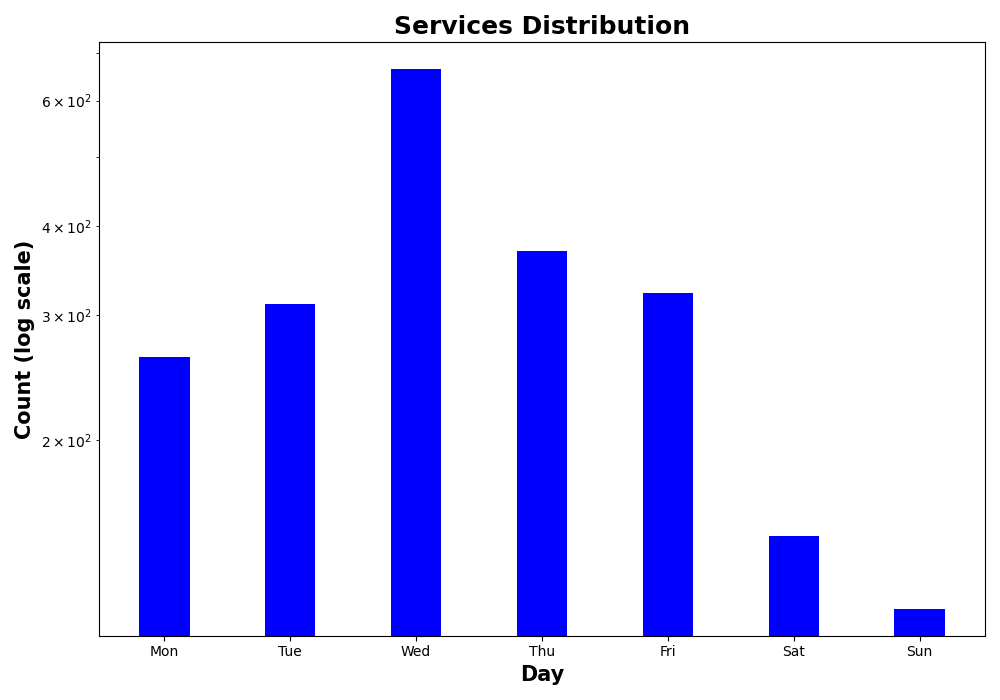 Services Distribution
Count (log scale)
6 × 10²
4 × 10²
3 × 10²
2 × 10²
Mon Tue Wed Thu Fri Sat Sun
Day